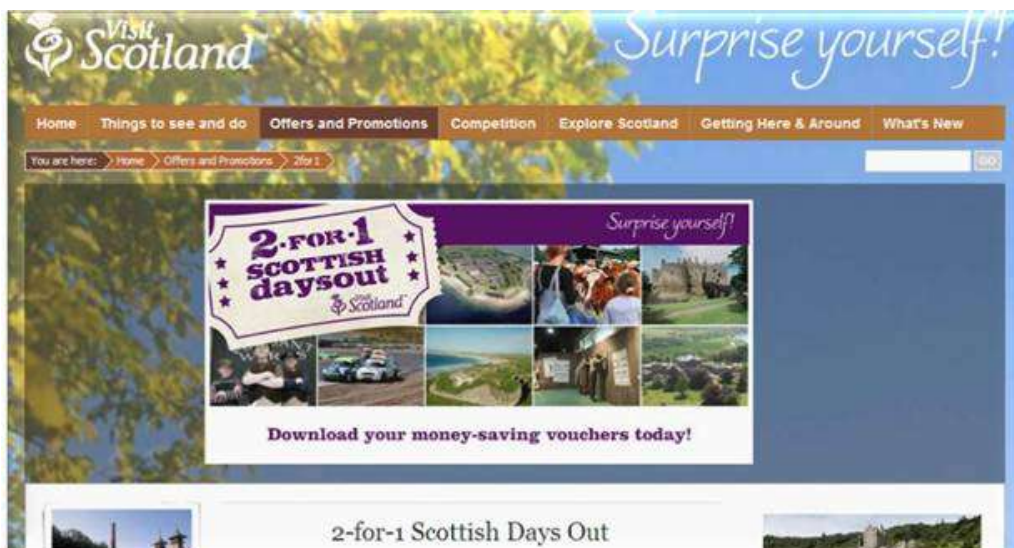 Visit
Scotland
Surprise yourself!
Home Things to see and do Offers and Promotions Competition Explore Scotland Getting Here & Around What's New
You are here: Home Offers and Promotions 2for1 GO
Surprise yourself!
2-FOR-1
SCOTTISH
daysout
Visit
Scotland
Download your money-saving vouchers today!
2-for-1 Scottish Days Out